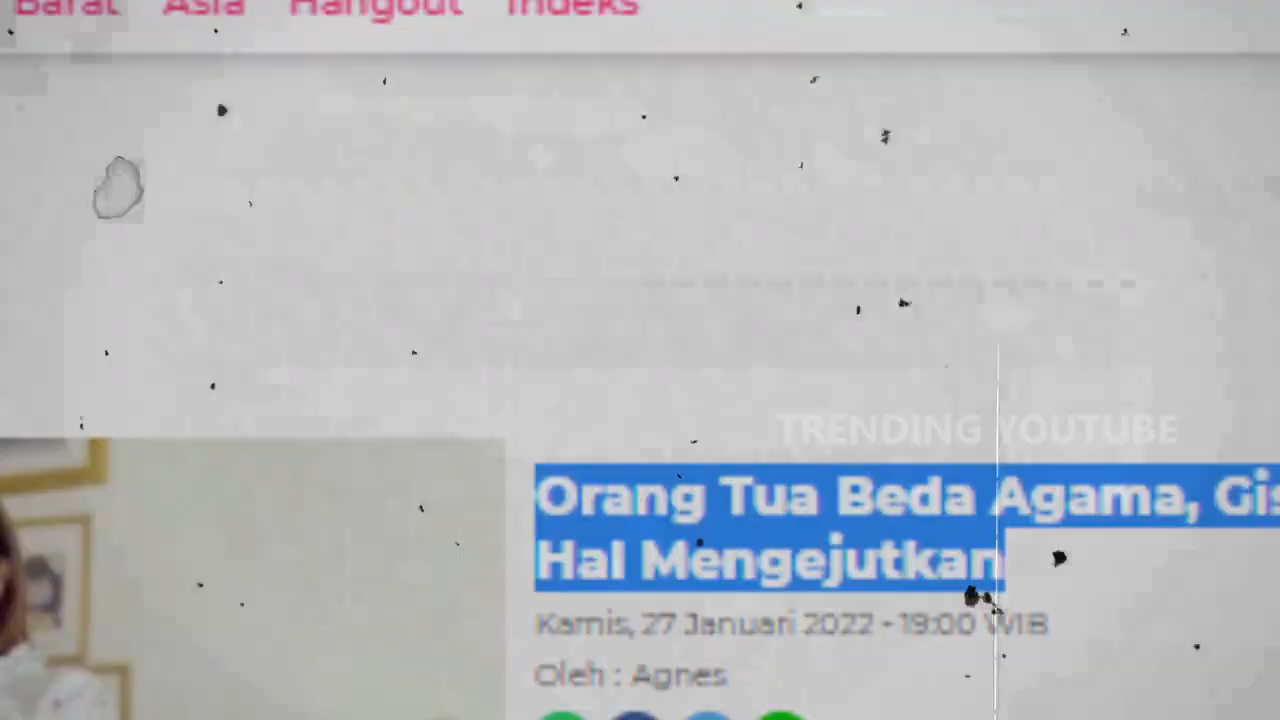 Barat Asia Hangout Indeks
TRENDING YOUTUBE
Orang Tua Beda Agama, Gis
Hal Mengejutkan
Kamis, 27 Januari 2022 - 19:00 WIB
Oleh : Agnes